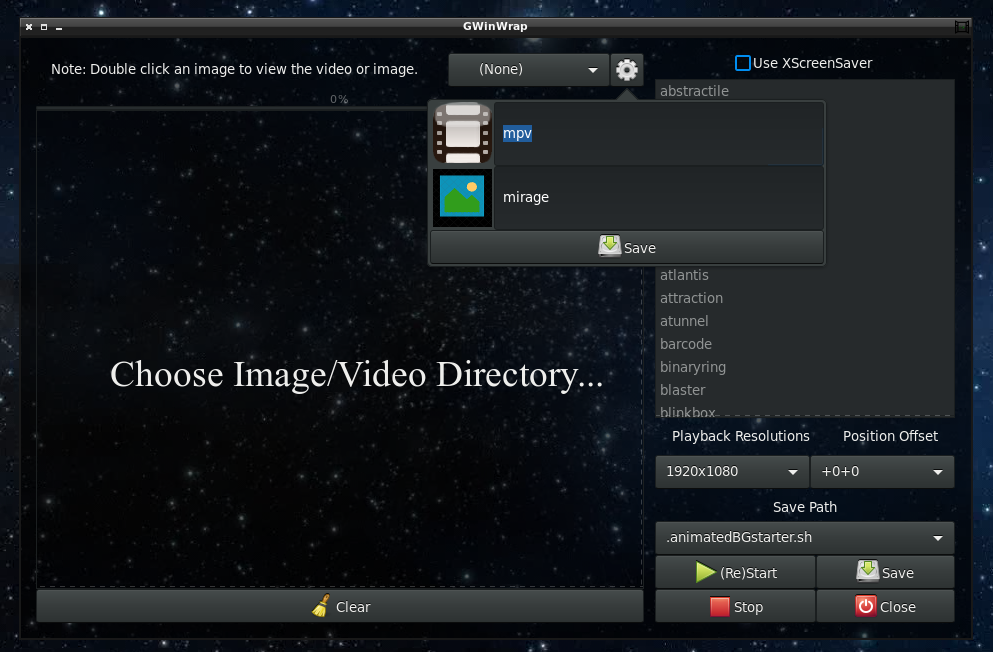 GWinWrap
Note: Double click an image to view the video or image.
(None)
Use XScreenSaver
0%
abstractile
mpv
mirage
Save
atlantis
attraction
atunnel
barcode
binaryring
blaster
blinkbox
Choose Image/Video Directory...
Playback Resolutions
Position Offset
1920x1080
+0+0
Save Path
.animatedBGstarter.sh
(Re)Start
Save
Clear
Stop
Close